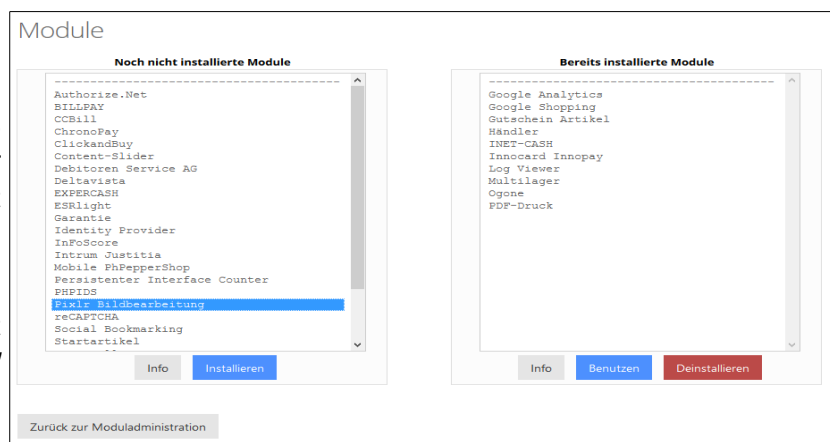 Module
Noch nicht installierte Module
----------------------------------------
Authorize.Net
BILLPAY
CCBill
ChronoPay
ClickandBuy
Content-Slider
Debitoren Service AG
Deltavista
EXPERCASH
ESRlight
Garantie
Identity Provider
InFoScore
Intrum Justitia
Mobile PhPepperShop
Persistenter Interface Counter
PHPIDS
Pixlr Bildbearbeitung
reCAPTCHA
Social Bookmarking
Startartikel
Info
Installieren
Bereits installierte Module
----------------------------------------
Google Analytics
Google Shopping
Gutschein Artikel
Händler
INET-CASH
Innocard Innopay
Log Viewer
Multilager
Ogone
PDF-Druck
Info
Benutzen
Deinstallieren
Zurück zur Moduladministration